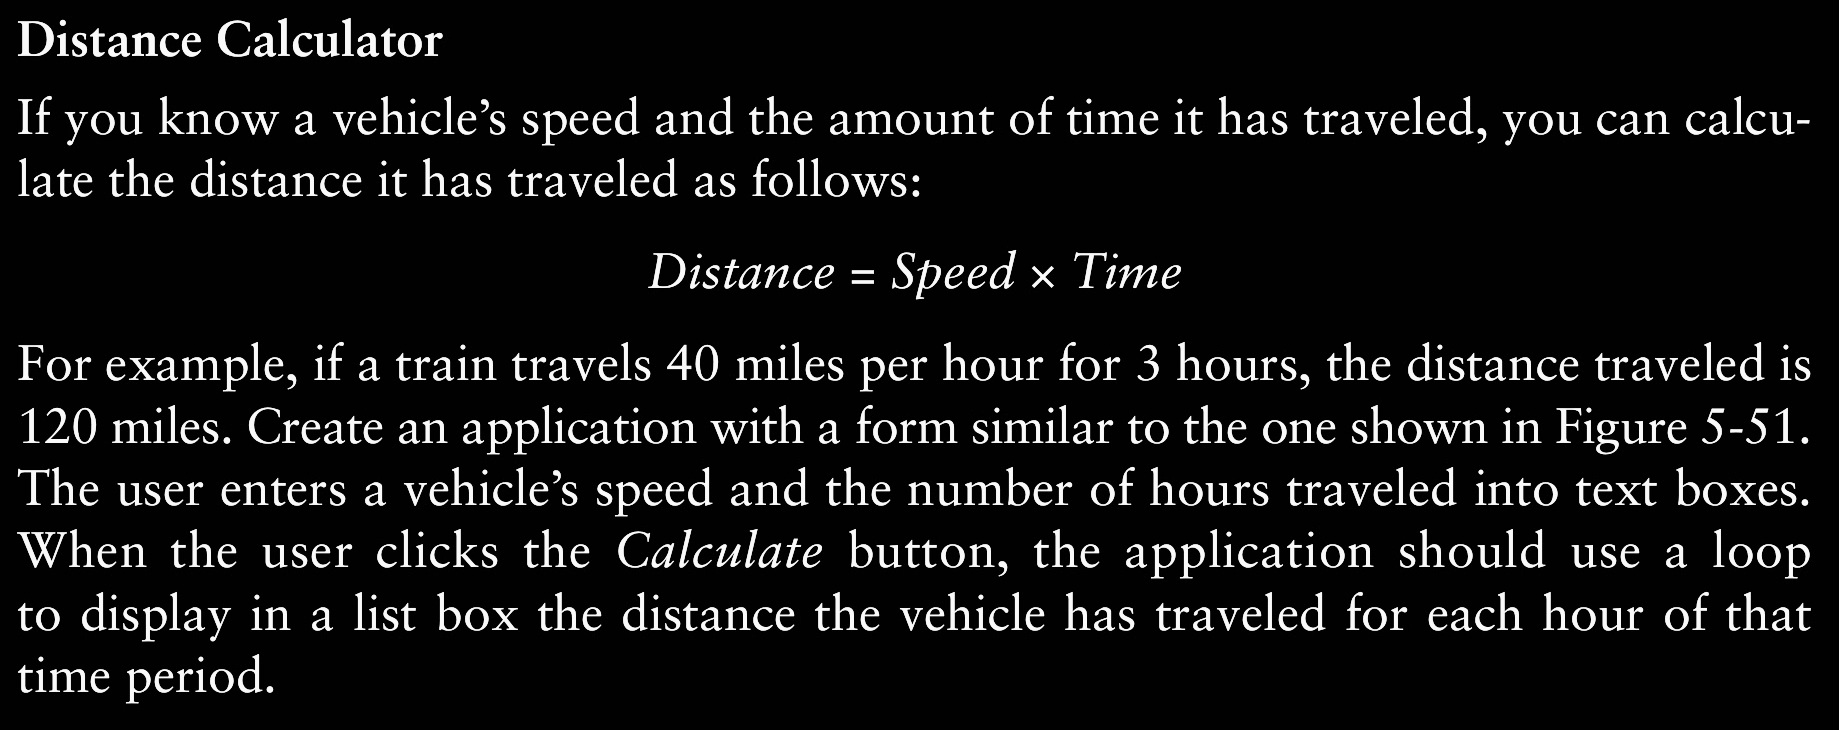 Distance Calculator
If you know a vehicle’s speed and the amount of time it has traveled, you can calcu-
late the distance it has traveled as follows:
Distance = Speed × Time
For example, if a train travels 40 miles per hour for 3 hours, the distance traveled is
120 miles. Create an application with a form similar to the one shown in Figure 5-51.
The user enters a vehicle’s speed and the number of hours traveled into text boxes.
When the user clicks the Calculate button, the application should use a loop
to display in a list box the distance the vehicle has traveled for each hour of that
time period.